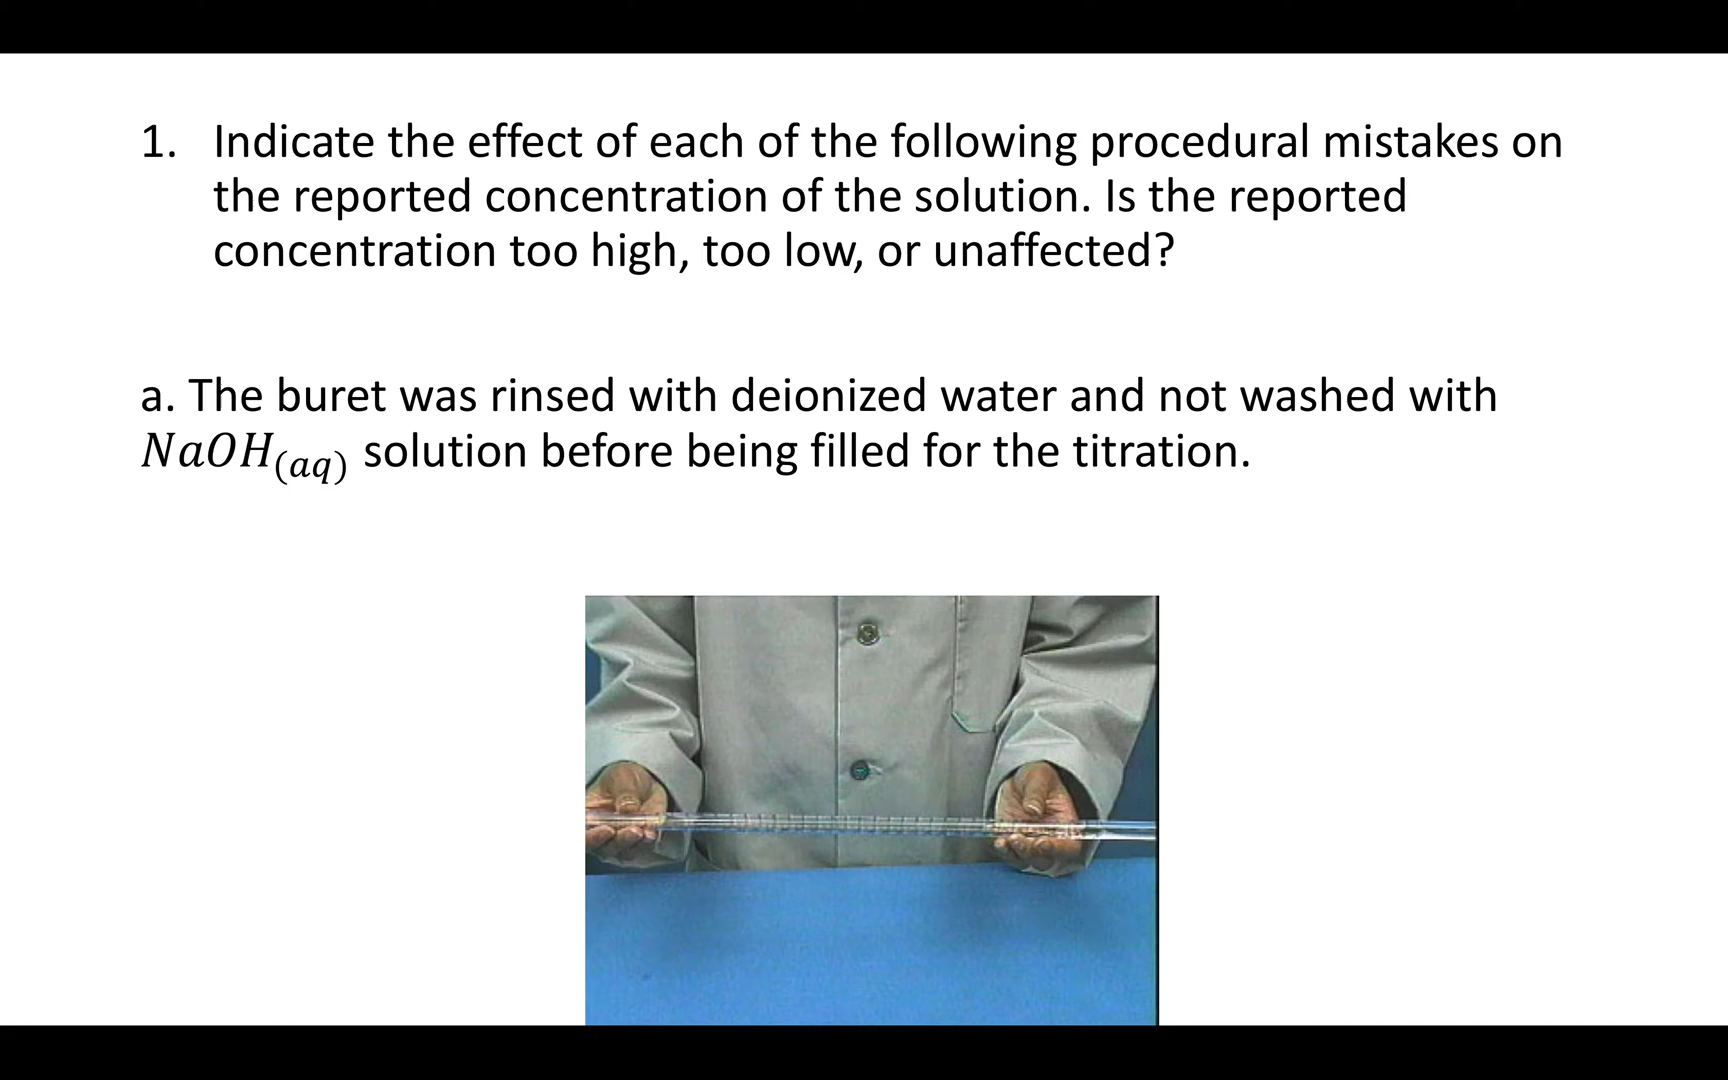 1. Indicate the effect of each of the following procedural mistakes on
the reported concentration of the solution. Is the reported
concentration too high, too low, or unaffected?
a. The buret was rinsed with deionized water and not washed with
NaOH(aq) solution before being filled for the titration.